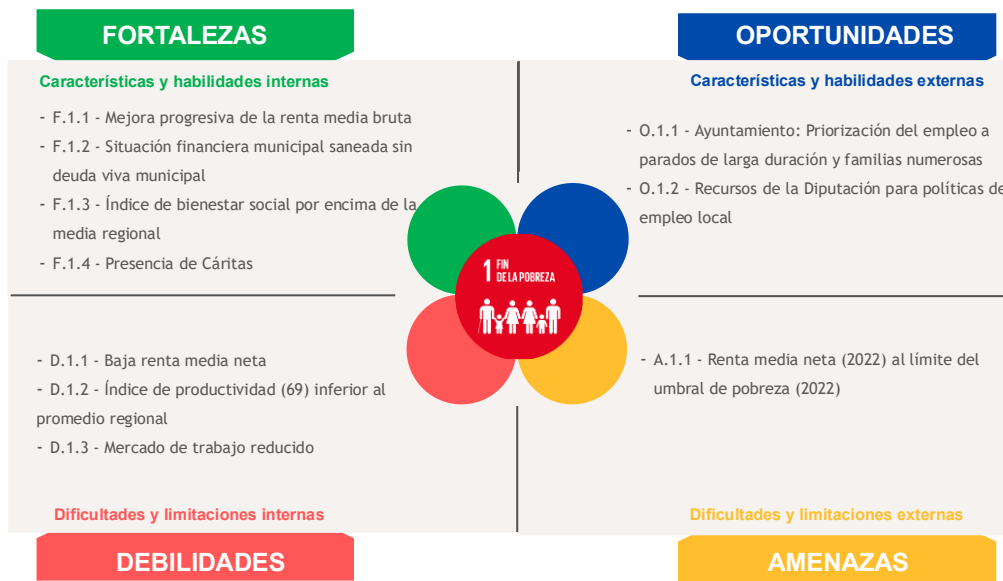 FORTALEZAS
Características y habilidades internas
- F.1.1 - Mejora progresiva de la renta media bruta
- F.1.2 - Situación financiera municipal saneada sin
deuda viva municipal
- F.1.3 - Índice de bienestar social por encima de la
media regional
- F.1.4 - Presencia de Cáritas
OPORTUNIDADES
Características y habilidades externas
- O.1.1 - Ayuntamiento: Priorización del empleo a
parados de larga duración y familias numerosas
- O.1.2 - Recursos de la Diputación para políticas de
empleo local
1 FIN
DE LA POBREZA
- D.1.1 - Baja renta media neta
- D.1.2 - Índice de productividad (69) inferior al
promedio regional
- D.1.3 - Mercado de trabajo reducido
Dificultades y limitaciones internas
DEBILIDADES
- A.1.1 - Renta media neta (2022) al límite del
umbral de pobreza (2022)
Dificultades y limitaciones externas
AMENAZAS